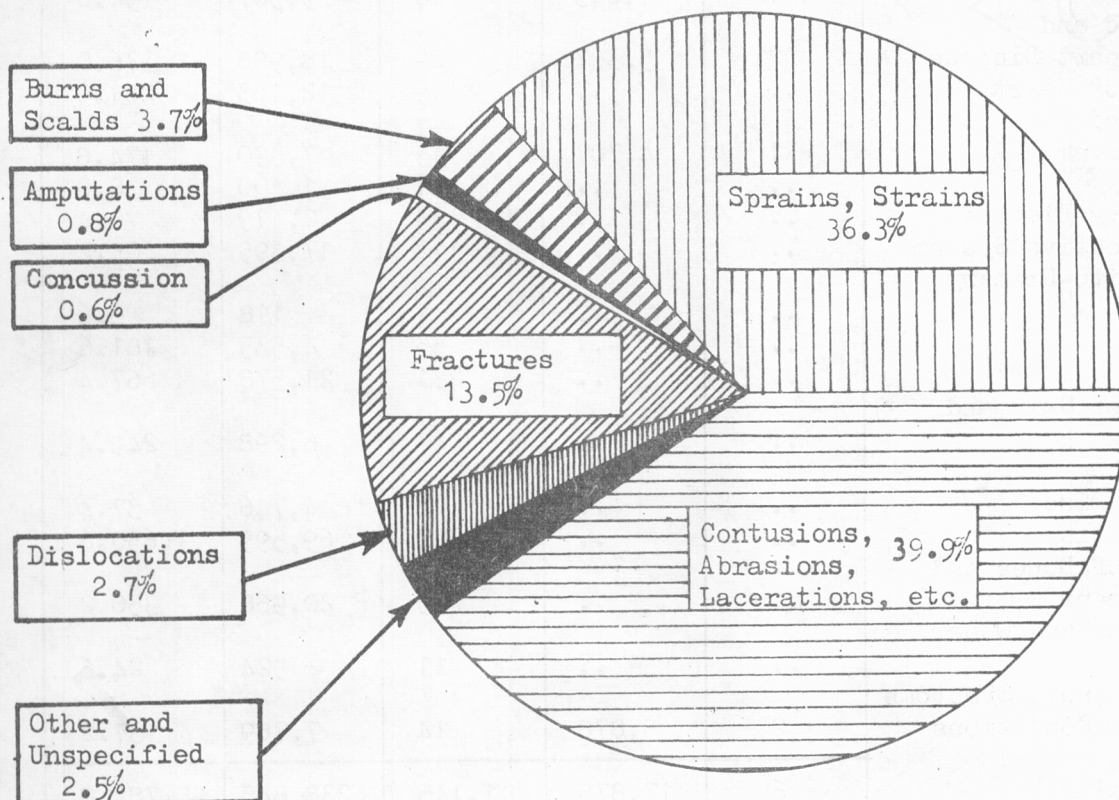 Burns and
Scalds 3.7%
Amputations
0.8%
Concussion
0.6%
Sprains, Strains
36.3%
Fractures
13.5%
Dislocations
2.7%
Contusions, 39.9%
Abrasions,
Lacerations, etc.
Other and
Unspecified
2.5%